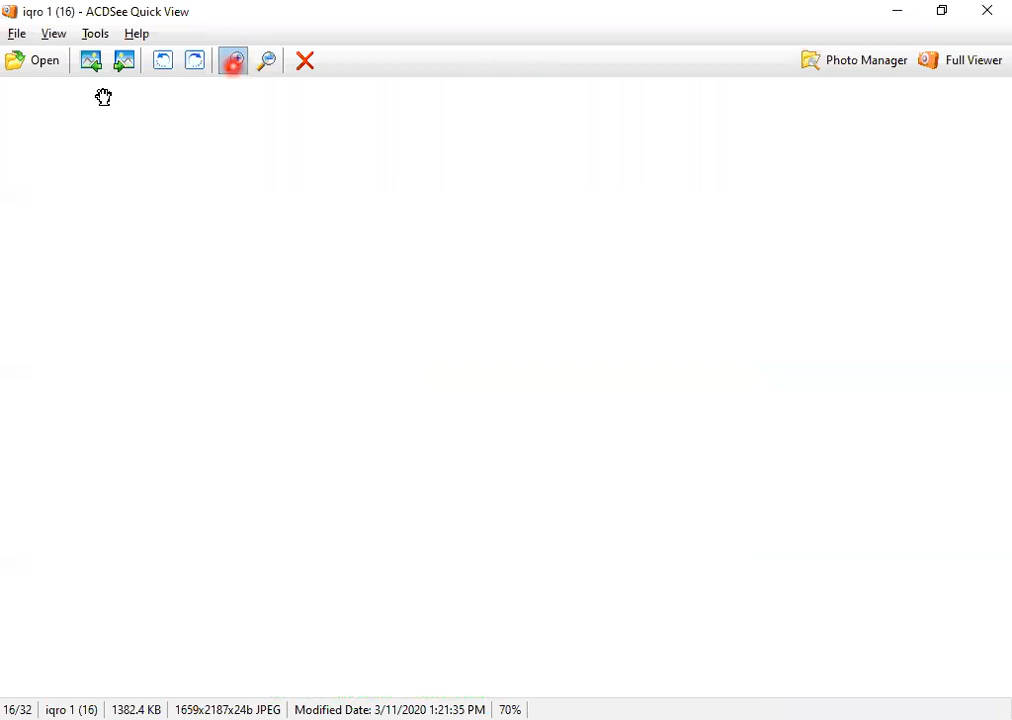 iqro 1 (16) - ACDSee Quick View
File View Tools Help
Open Photo Manager Full Viewer
16/32 iqro 1 (16) 1382.4 KB 1659x2187x24b JPEG Modified Date: 3/11/2020 1:21:35 PM 70%